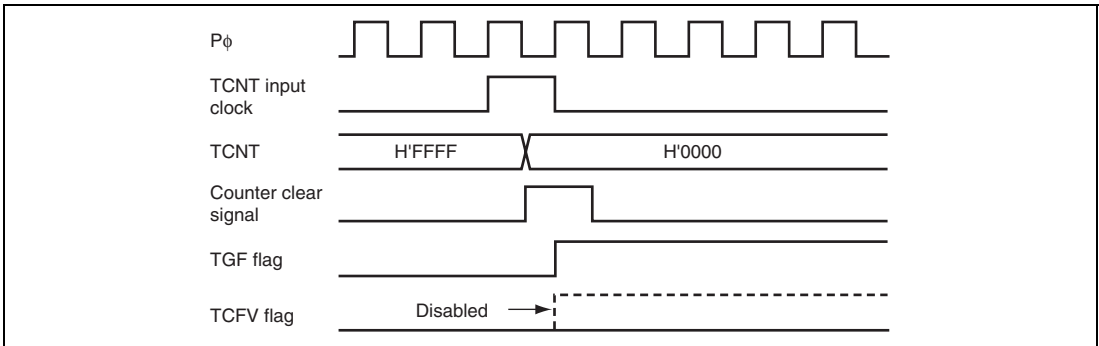 Pϕ
TCNT input
clock
TCNT
H'FFFF
H'0000
Counter clear
signal
TGF flag
TCFV flag
Disabled